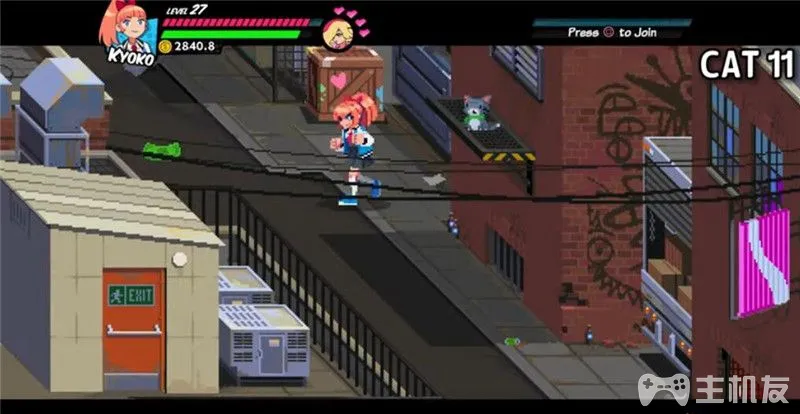 LEVEL 27
KYOKO
2840.8
Press to Join
CAT 11
EXIT
主机友